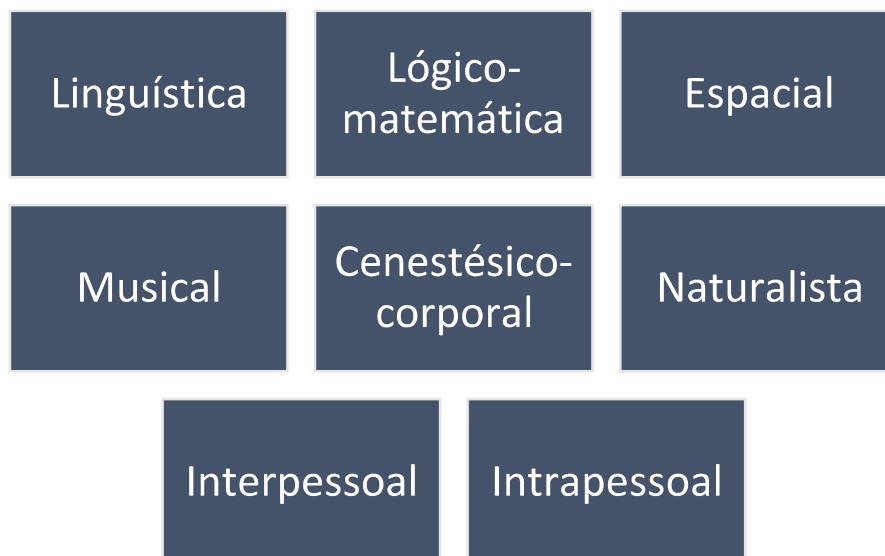 Linguística
Lógico-
matemática
Espacial
Musical
Cenestésico-
corporal
Naturalista
Interpessoal
Intrapessoal